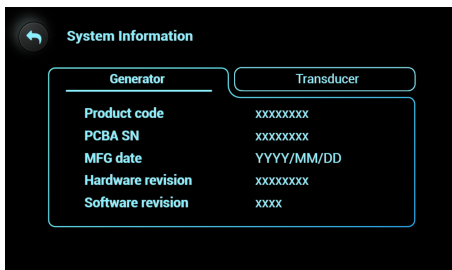 System Information
Generator Transducer
Product code xxxxxxxx
PCBA SN xxxxxxxx
MFG date YYYY/MM/DD
Hardware revision xxxxxxxx
Software revision xxxx